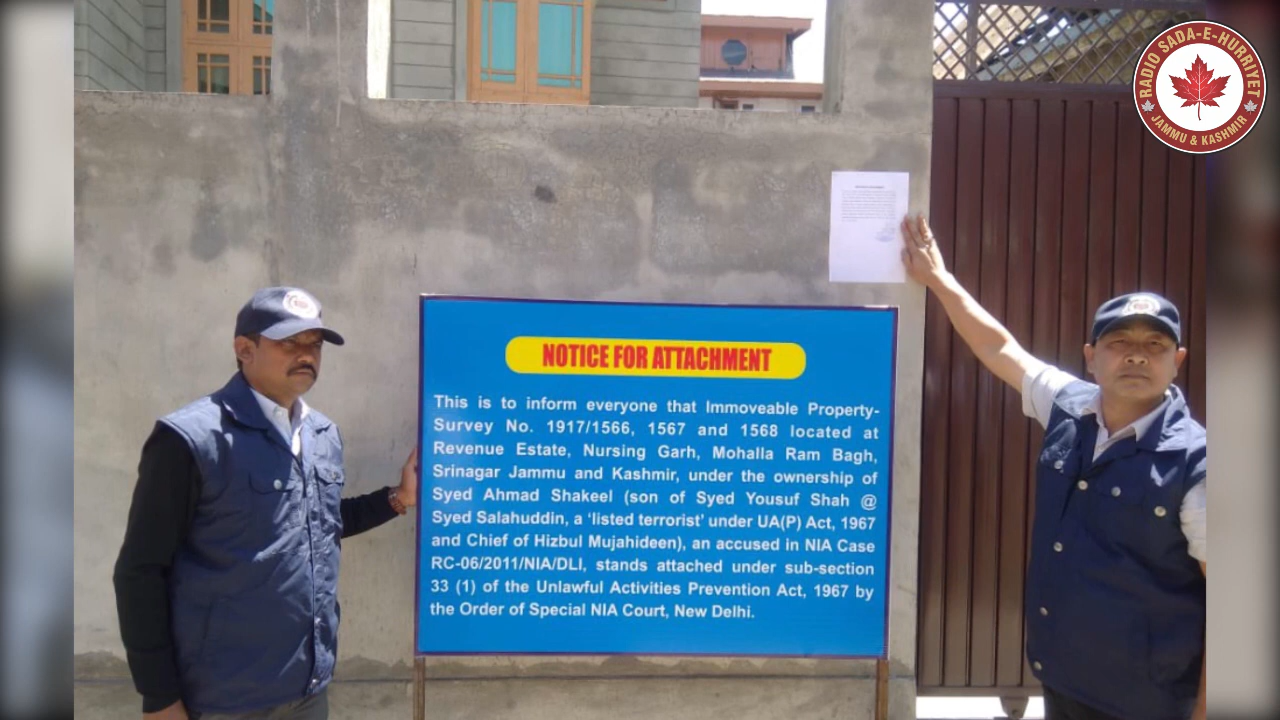 RADIO SADA-E-HURRIYET
JAMMU & KASHMIR
NOTICE FOR ATTACHMENT
This is to inform everyone that Immoveable Property-
Survey No. 1917/1566, 1567 and 1568 located at
Revenue Estate, Nursing Garh, Mohalla Ram Bagh,
Srinagar Jammu and Kashmir, under the ownership of
Syed Ahmad Shakeel (son of Syed Yousuf Shah @
Syed Salahuddin, a ‘listed terrorist’ under UA(P) Act, 1967
and Chief of Hizbul Mujahideen), an accused in NIA Case
RC-06/2011/NIA/DLI, stands attached under sub-section
33 (1) of the Unlawful Activities Prevention Act, 1967 by
the Order of Special NIA Court, New Delhi.